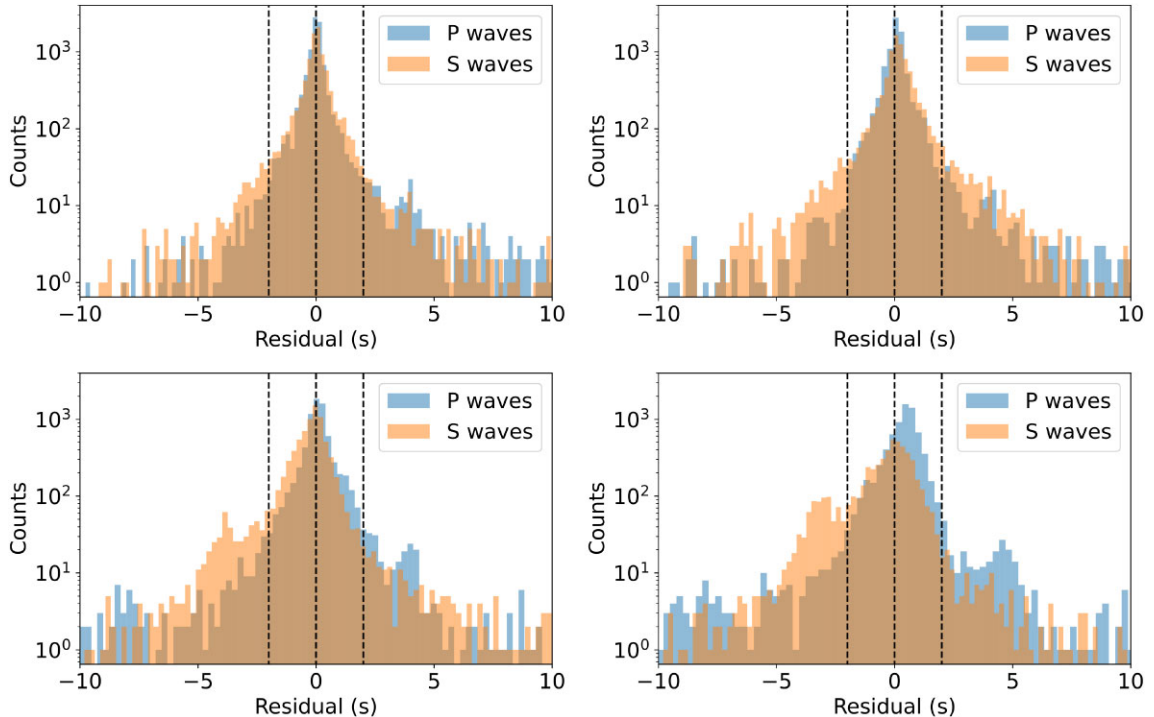 10³
10²
10¹
10⁰
Counts
P waves
S waves
−10 −5 0 5 10
Residual (s)
10³
10²
10¹
10⁰
Counts
P waves
S waves
−10 −5 0 5 10
Residual (s)
10³
10²
10¹
10⁰
Counts
P waves
S waves
−10 −5 0 5 10
Residual (s)
10³
10²
10¹
10⁰
Counts
P waves
S waves
−10 −5 0 5 10
Residual (s)